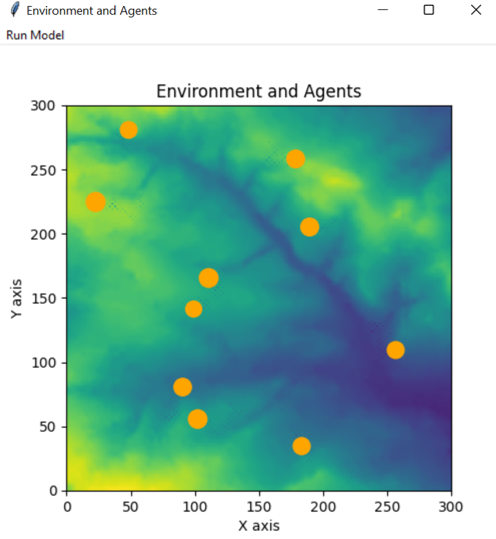 Environment and Agents
Run Model
Environment and Agents
300
250
200
150
100
50
0
Y axis
0 50 100 150 200 250 300
X axis